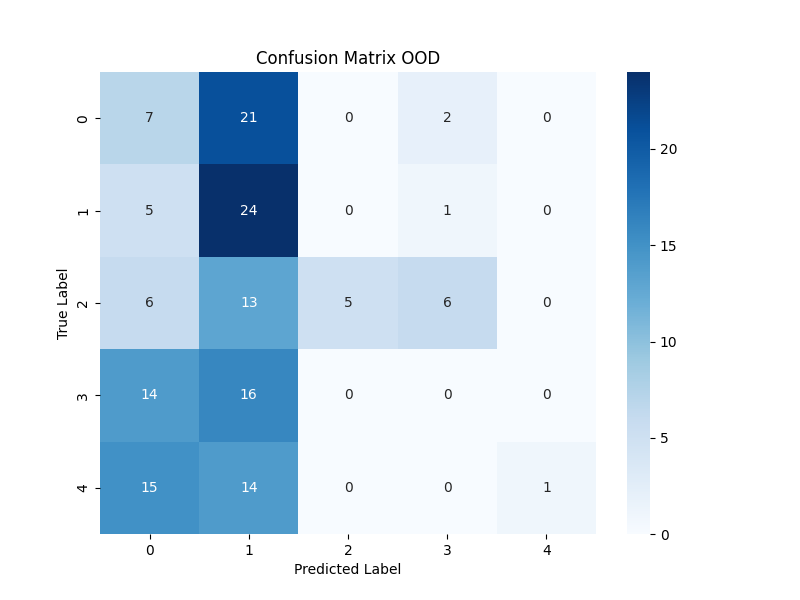 Confusion Matrix OOD
True Label
0 7 21 0 2 0
1 5 24 0 1 0
2 6 13 5 6 0
3 14 16 0 0 0
4 15 14 0 0 1
0 1 2 3 4
Predicted Label
20
15
10
5
0